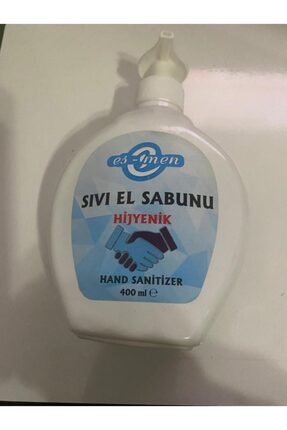 es-men
SIVI EL SABUNU
HİJYENİK
HAND SANITIZER
400 ml ℮